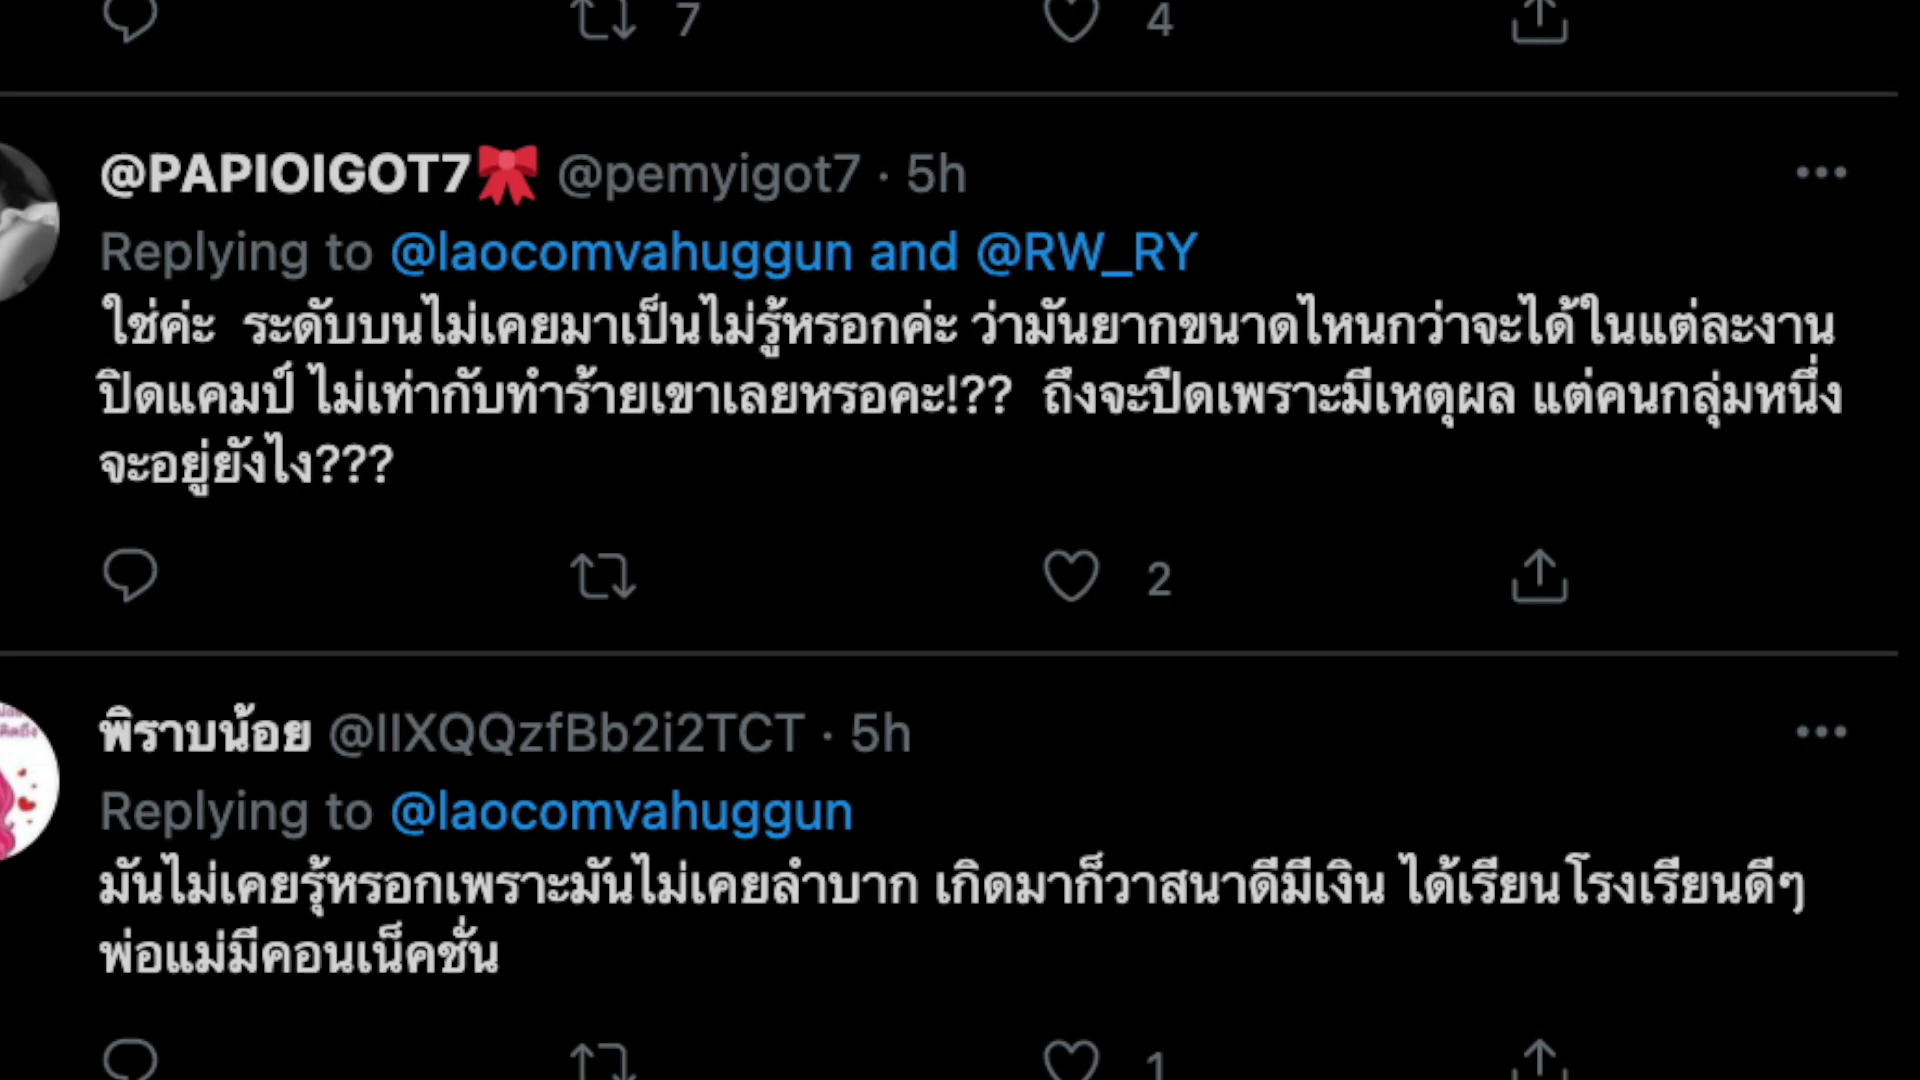 7 4
@PAPIOIGOT7🎀 @pemyigot7 · 5h
Replying to @laocomvahuggun and @RW_RY
ใช่ค่ะ ระดับบนไม่เคยมาเป็นไม่รู้หรอกค่ะ ว่ามันยากขนาดไหนกว่าจะได้ในแต่ละงาน
ปิดแคมป์ ไม่เท่ากับทำร้ายเขาเลยหรอคะ!?? ถึงจะปืดเพราะมีเหตุผล แต่คนกลุ่มหนึ่ง
จะอยู่ยังไง???
2
พิราบน้อย @IIXQQzfBb2i2TCT · 5h
Replying to @laocomvahuggun
มันไม่เคยรุ้หรอกเพราะมันไม่เคยลำบาก เกิดมาก็วาสนาดีมีเงิน ได้เรียนโรงเรียนดีๆ
พ่อแม่มีคอนเน็คชั่น
1